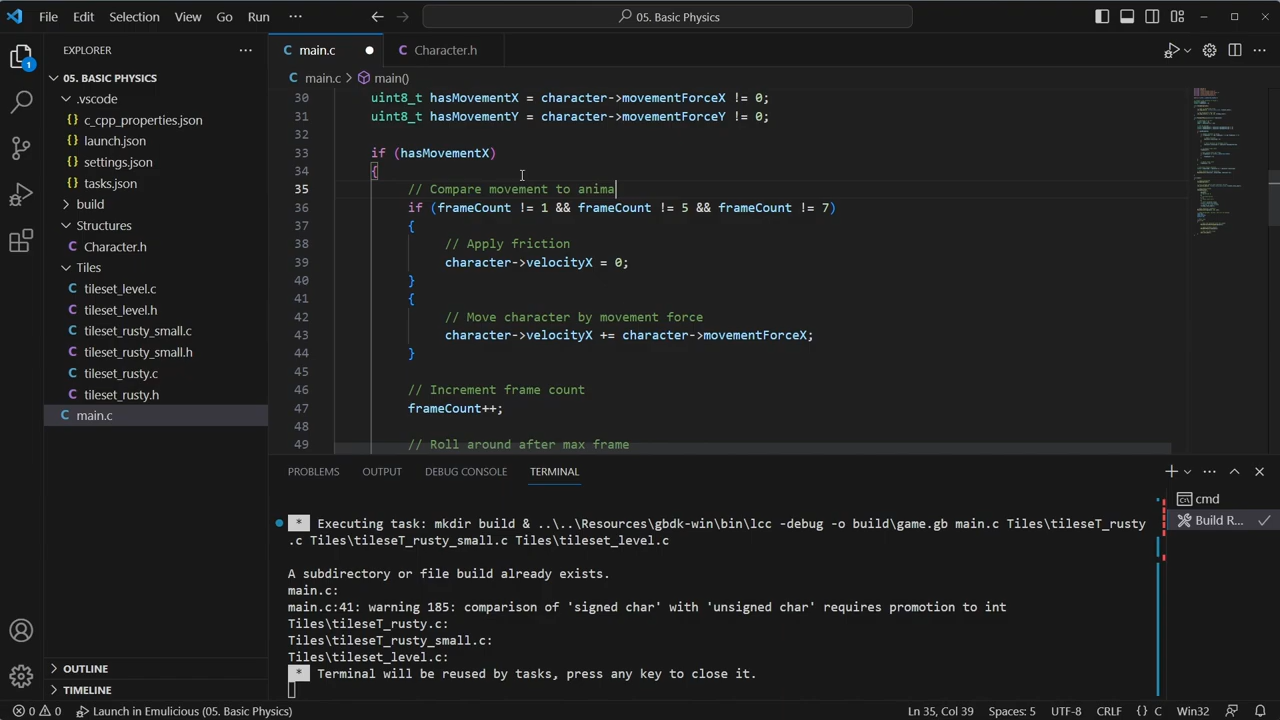 File Edit Selection View Go Run ··· 05. Basic Physics
EXPLORER ···
05. BASIC PHYSICS
.vscode
c_cpp_properties.json
launch.json
settings.json
tasks.json
build
Structures
C Character.h
Tiles
C tileset_level.c
C tileset_level.h
C tileset_rusty_small.c
C tileset_rusty_small.h
C tileset_rusty.c
C tileset_rusty.h
C main.c
OUTLINE
TIMELINE
1
C main.c C Character.h
C main.c > main()
30 uint8_t hasMovementX = character->movementForceX != 0;
31 uint8_t hasMovementY = character->movementForceY != 0;
32
33 if (hasMovementX)
34 {
35 // Compare movement to anima
36 if (frameCount != 1 && frameCount != 5 && frameCount != 7)
37 {
38 // Apply friction
39 character->velocityX = 0;
40 }
41 {
42 // Move character by movement force
43 character->velocityX += character->movementForceX;
44 }
45
46 // Increment frame count
47 frameCount++;
48
49 // Roll around after max frame
PROBLEMS OUTPUT DEBUG CONSOLE TERMINAL
* Executing task: mkdir build & ..\..\Resources\gbdk-win\bin\lcc -debug -o build\game.gb main.c Tiles\tileseT_rusty
.c Tiles\tileseT_rusty_small.c Tiles\tileset_level.c
A subdirectory or file build already exists.
main.c:
main.c:41: warning 185: comparison of 'signed char' with 'unsigned char' requires promotion to int
Tiles\tileseT_rusty.c:
Tiles\tileseT_rusty_small.c:
Tiles\tileset_level.c:
* Terminal will be reused by tasks, press any key to close it.
cmd
Build R...
0 0 Launch in Emulicious (05. Basic Physics) Ln 35, Col 39 Spaces: 5 UTF-8 CRLF {} C Win32